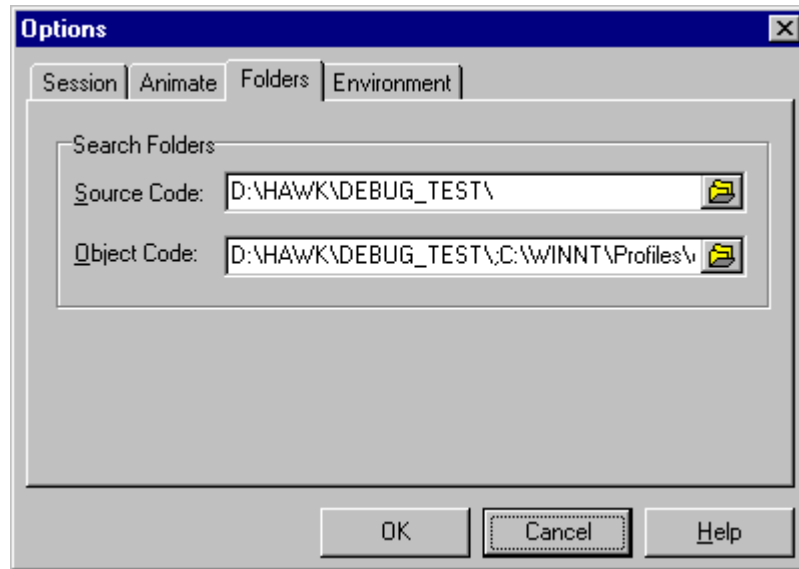 Options
Session Animate Folders Environment
Search Folders
Source Code: D:\HAWK\DEBUG_TEST\
Object Code: D:\HAWK\DEBUG_TEST\;C:\WINNT\Profiles\
OK Cancel Help